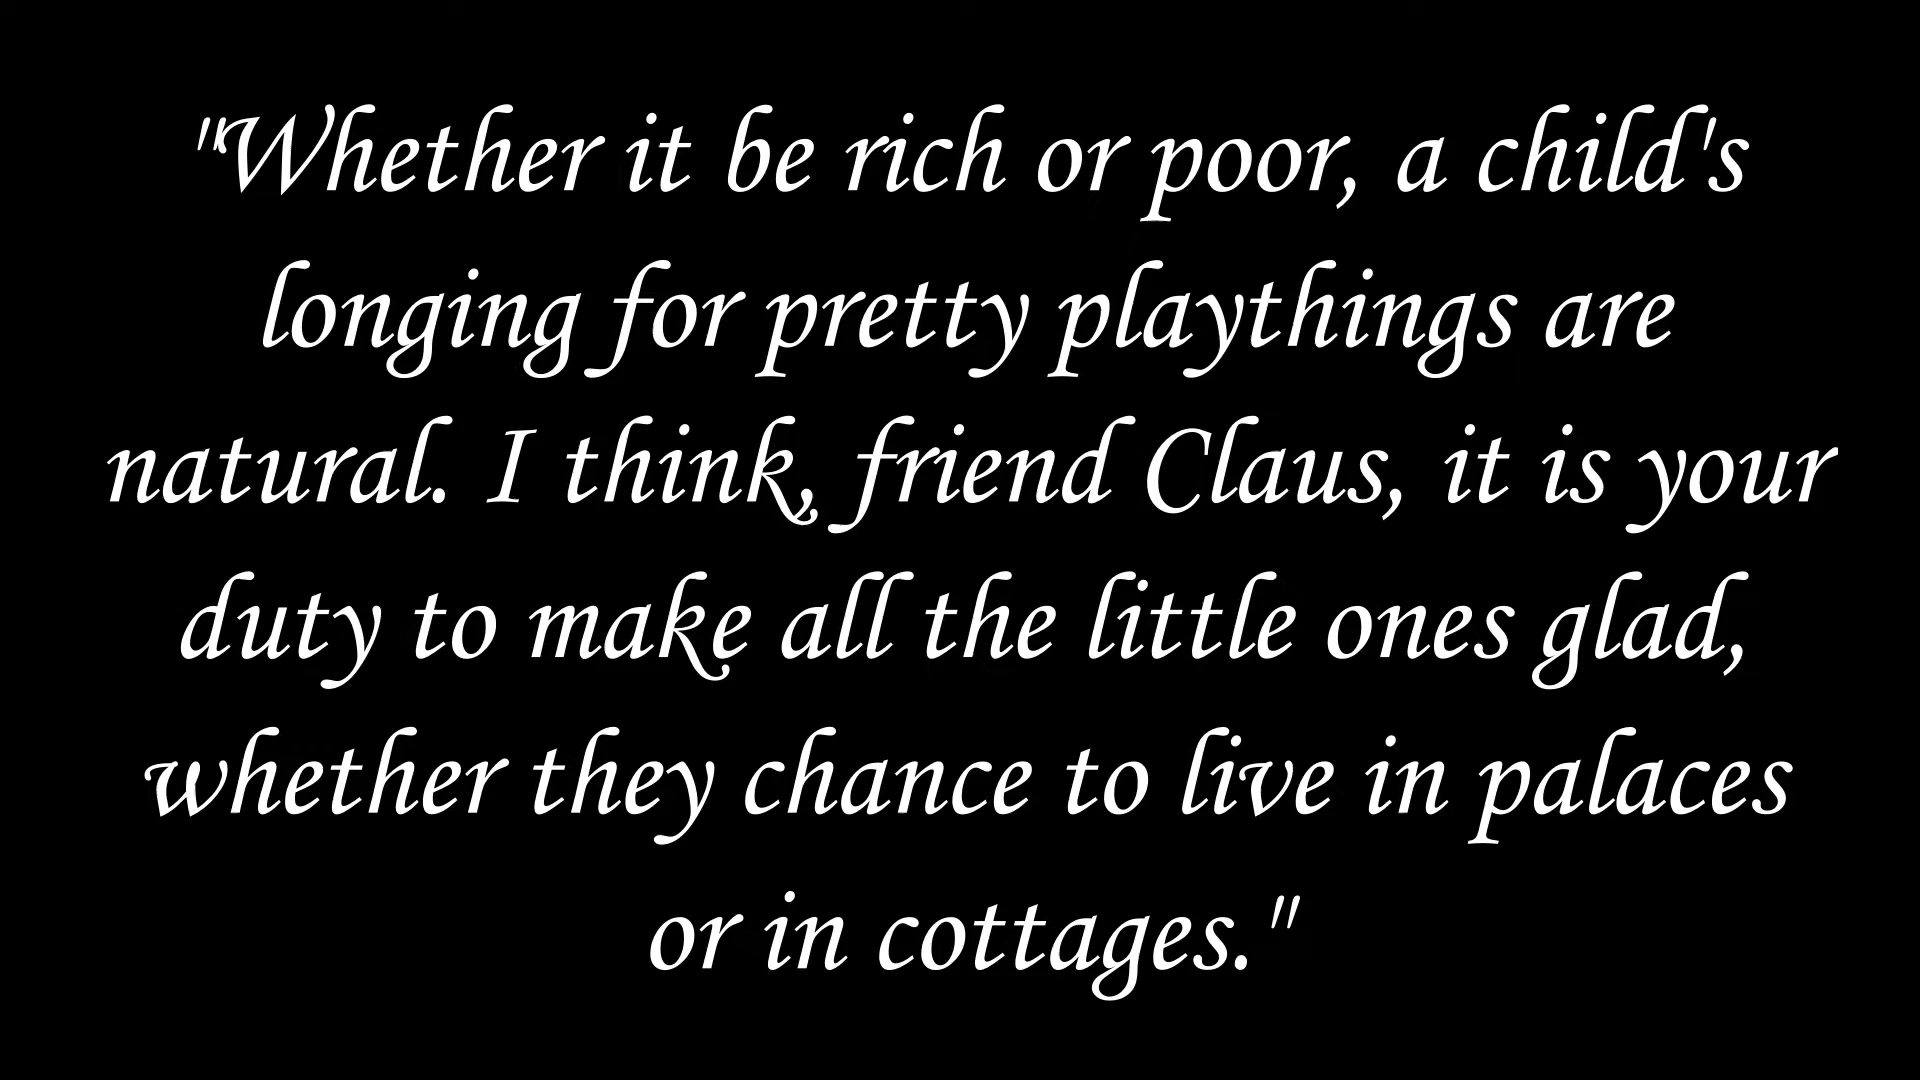 "Whether it be rich or poor, a child's
longing for pretty playthings are
natural. I think, friend Claus, it is your
duty to make all the little ones glad,
whether they chance to live in palaces
or in cottages."